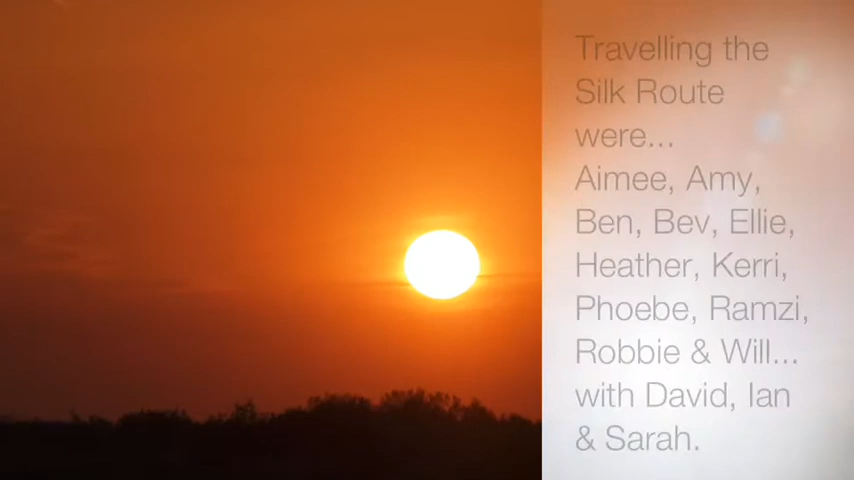 Travelling the
Silk Route
were...
Aimee, Amy,
Ben, Bev, Ellie,
Heather, Kerri,
Phoebe, Ramzi,
Robbie & Will...
with David, Ian
& Sarah.